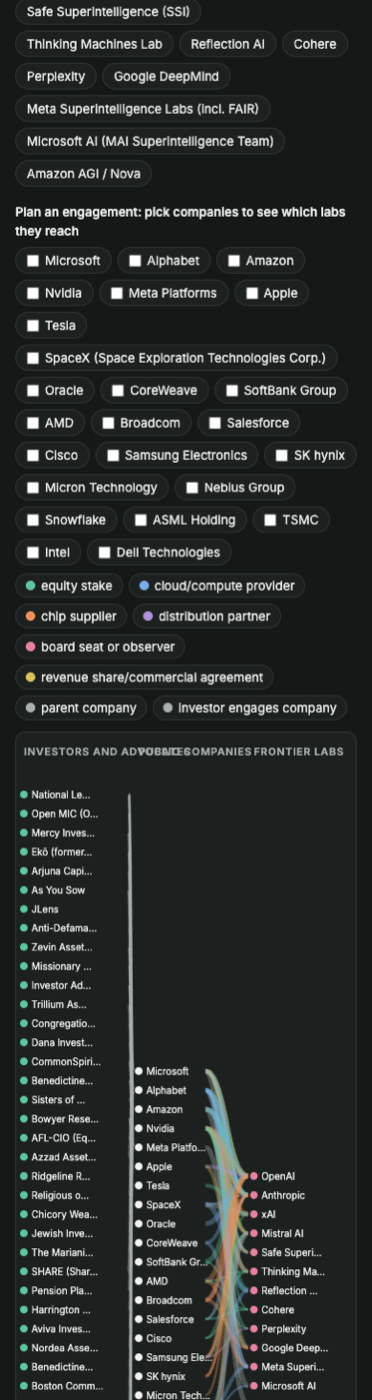 Safe Superintelligence (SSI)
Thinking Machines Lab Reflection AI Cohere
Perplexity Google DeepMind
Meta Superintelligence Labs (incl. FAIR)
Microsoft AI (MAI Superintelligence Team)
Amazon AGI / Nova
Plan an engagement: pick companies to see which labs
they reach
Microsoft Alphabet Amazon
Nvidia Meta Platforms Apple
Tesla
SpaceX (Space Exploration Technologies Corp.)
Oracle CoreWeave SoftBank Group
AMD Broadcom Salesforce
Cisco Samsung Electronics SK hynix
Micron Technology Nebius Group
Snowflake ASML Holding TSMC
Intel Dell Technologies
equity stake cloud/compute provider
chip supplier distribution partner
board seat or observer
revenue share/commercial agreement
parent company Investor engages company
INVESTORS AND ADVOCATES PUBLIC COMPANIES FRONTIER LABS
National Le...
Open MIC (O...
Mercy Inves...
Ekō (former...
Arjuna Capi...
As You Sow
JLens
Anti-Defama...
Zevin Asset...
Missionary ...
Investor Ad...
Trillium As...
Congregatio...
Dana Invest...
CommonSpiri...
Benedictine...
Sisters of ...
Bowyer Rese...
AFL-CIO (Eq...
Azzad Asset...
Ridgeline R...
Religious o...
Chicory Wea...
Jewish Inve...
The Mariani...
SHARE (Shar...
Pension Pla...
Harrington ...
Aviva Inves...
Nordea Asse...
Benedictine...
Boston Comm...
Microsoft
Alphabet
Amazon
Nvidia
Meta Platfo...
Apple
Tesla
SpaceX
Oracle
CoreWeave
SoftBank Gr...
AMD
Broadcom
Salesforce
Cisco
Samsung Ele...
SK hynix
Micron Tech...
OpenAI
Anthropic
xAI
Mistral AI
Safe Superi...
Thinking Ma...
Reflection ...
Cohere
Perplexity
Google Deep...
Meta Superi...
Microsoft AI